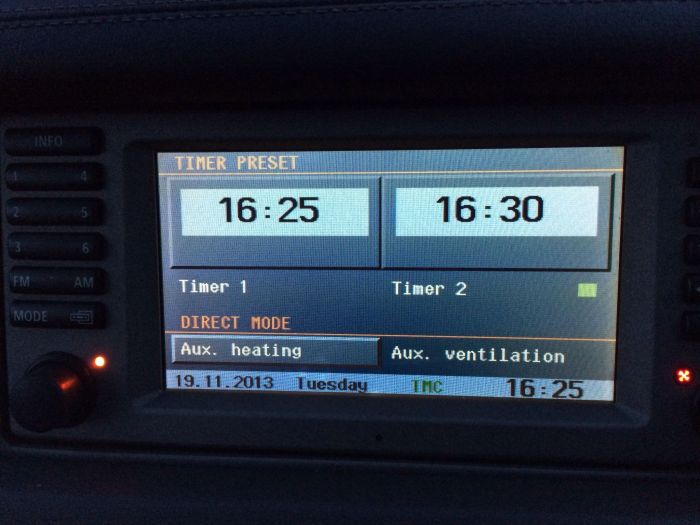 INFO
1 4
2 5
3 6
FM AM
MODE
TIMER PRESET
16:25 16:30
Timer 1 Timer 2
DIRECT MODE
Aux. heating Aux. ventilation
19.11.2013 Tuesday TMC 16:25